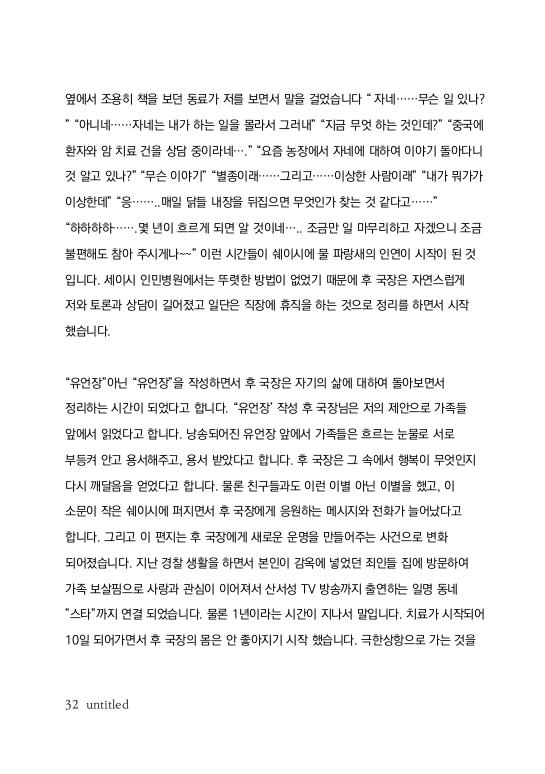 옆에서 조용히 책을 보던 동료가 저를 보면서 말을 걸었습니다 “ 자네……무슨 일 있나?
” “아니네……자네는 내가 하는 일을 몰라서 그러내” “지금 무엇 하는 것인데?” “중국에
환자와 암 치료 건을 상담 중이라네….” “요즘 농장에서 자네에 대하여 이야기 돌아다니
것 알고 있나?” “무슨 이야기” “별종이래……그리고……이상한 사람이래” “내가 뭐가가
이상한데” “응……..매일 닭들 내장을 뒤집으면 무엇인가 찾는 것 같다고……”
“하하하하…….몇 년이 흐르게 되면 알 것이네….. 조금만 일 마무리하고 자겠으니 조금
불편해도 참아 주시게나~~” 이런 시간들이 쉐이시에 물 파랑새의 인연이 시작이 된 것
입니다. 세이시 인민병원에서는 뚜렷한 방법이 없었기 때문에 후 국장은 자연스럽게
저와 토론과 상담이 길어졌고 일단은 직장에 휴직을 하는 것으로 정리를 하면서 시작
했습니다.
“유언장”아닌 “유언장”을 작성하면서 후 국장은 자기의 삶에 대하여 돌아보면서
정리하는 시간이 되었다고 합니다. “유언장’ 작성 후 국장님은 저의 제안으로 가족들
앞에서 읽었다고 합니다. 낭송되어진 유언장 앞에서 가족들은 흐르는 눈물로 서로
부등켜 안고 용서해주고, 용서 받았다고 합니다. 후 국장은 그 속에서 행복이 무엇인지
다시 깨달음을 얻었다고 합니다. 물론 친구들과도 이런 이별 아닌 이별을 했고, 이
소문이 작은 쉐이시에 퍼지면서 후 국장에게 응원하는 메시지와 전화가 늘어났다고
합니다. 그리고 이 편지는 후 국장에게 새로운 운명을 만들어주는 사건으로 변화
되어졌습니다. 지난 경찰 생활을 하면서 본인이 감옥에 넣었던 죄인들 집에 방문하여
가족 보살핌으로 사랑과 관심이 이어져서 산서성 TV 방송까지 출연하는 일명 동네
”스타”까지 연결 되었습니다. 물론 1년이라는 시간이 지나서 말입니다. 치료가 시작되어
10일 되어가면서 후 국장의 몸은 안 좋아지기 시작 했습니다. 극한상항으로 가는 것을
32 untitled